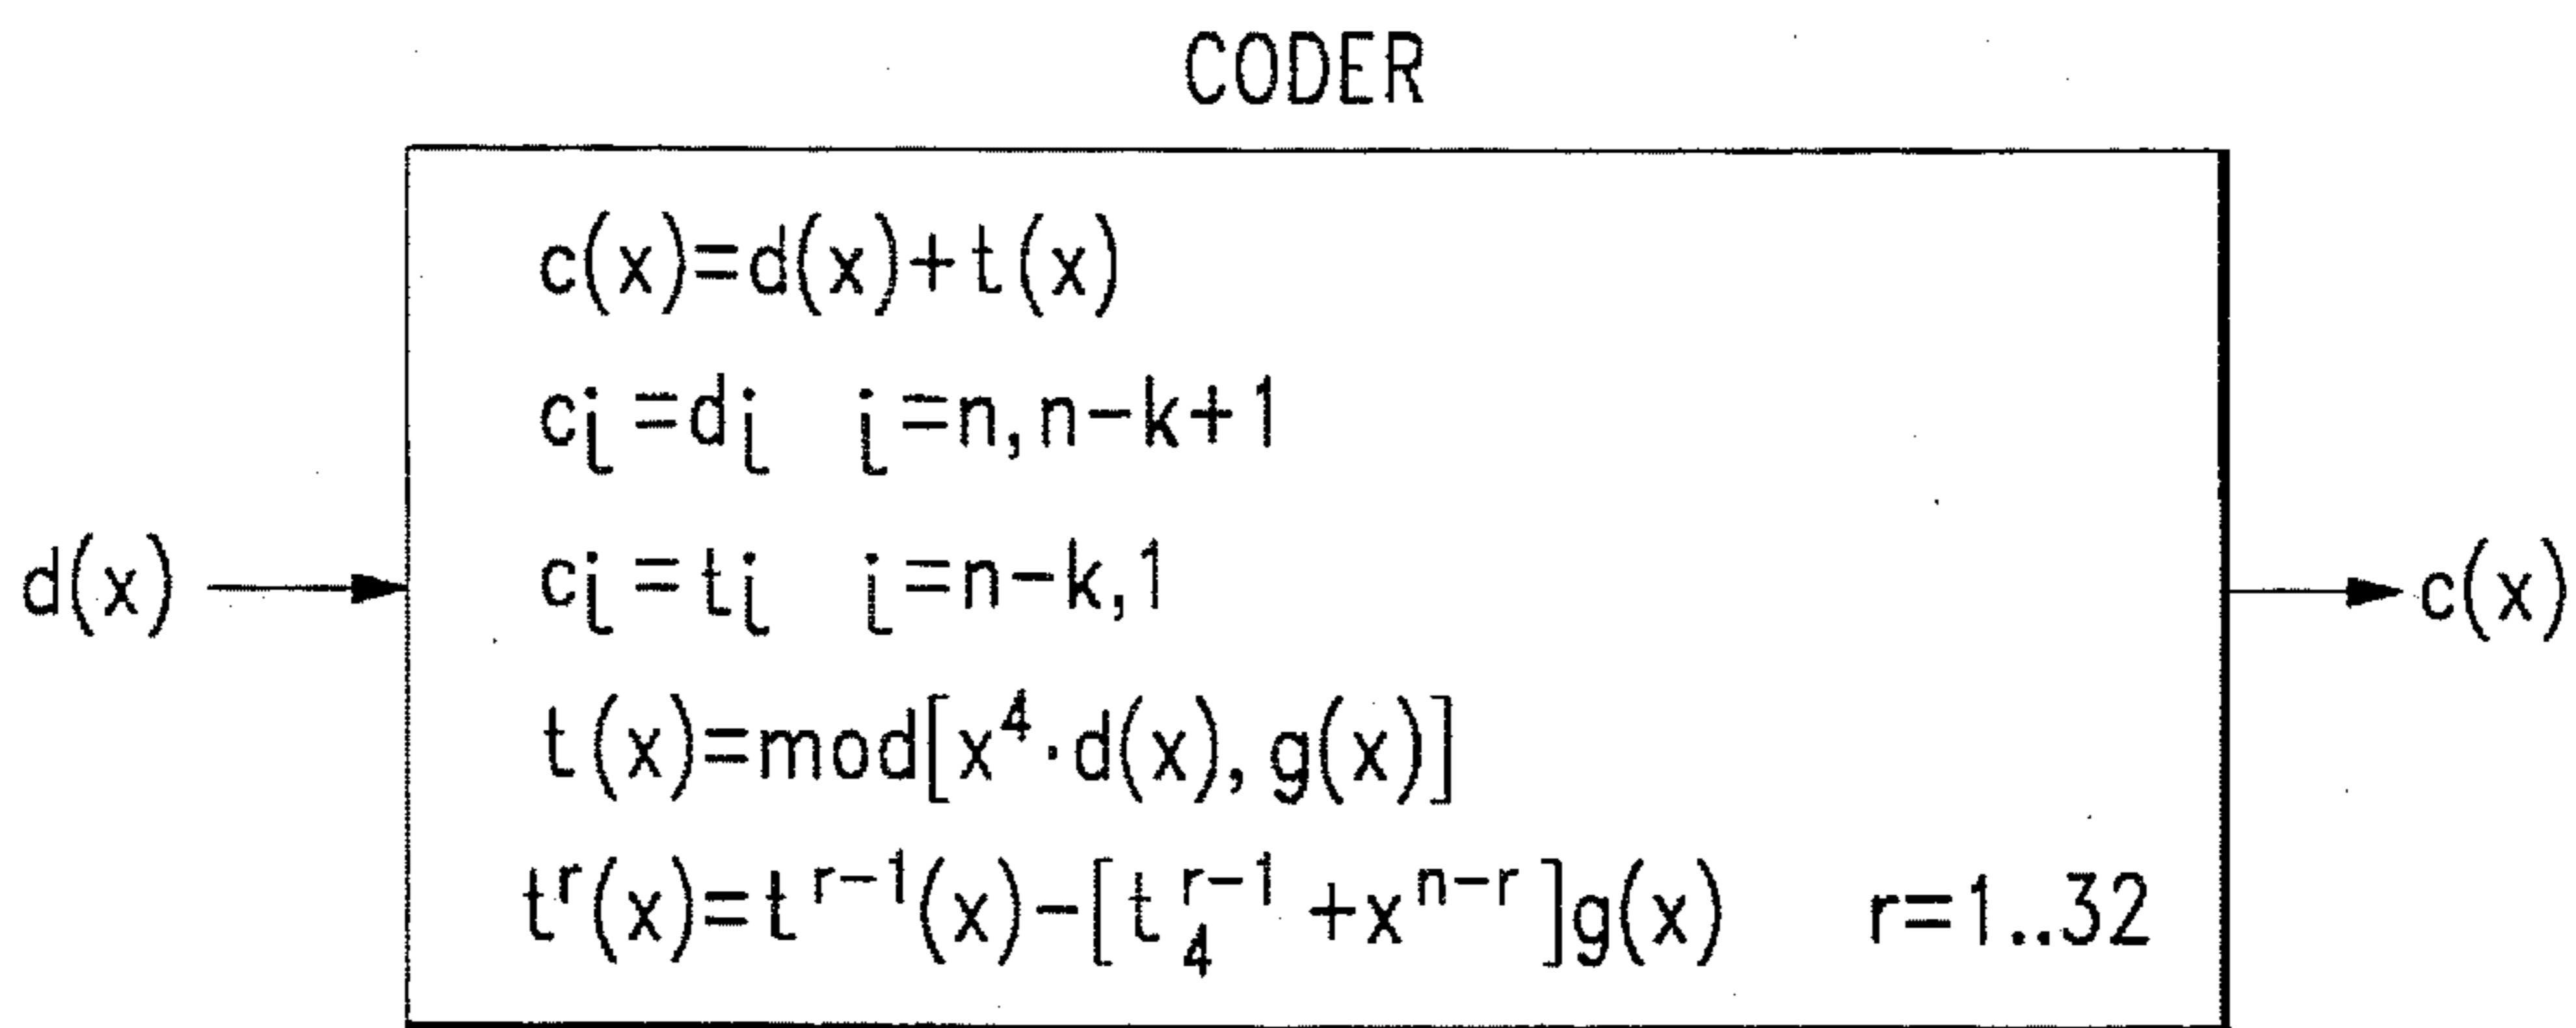 CODER
c(x)=d(x)+t(x)
cᵢ=dᵢ i=n,n-k+1
cᵢ=tᵢ i=n-k,1
d(x)
c(x)
t(x)=mod[x⁴·d(x),g(x)]
tʳ(x)=tʳ⁻¹(x)-[t₄ʳ⁻¹+xⁿ⁻ʳ]g(x) r=1..32